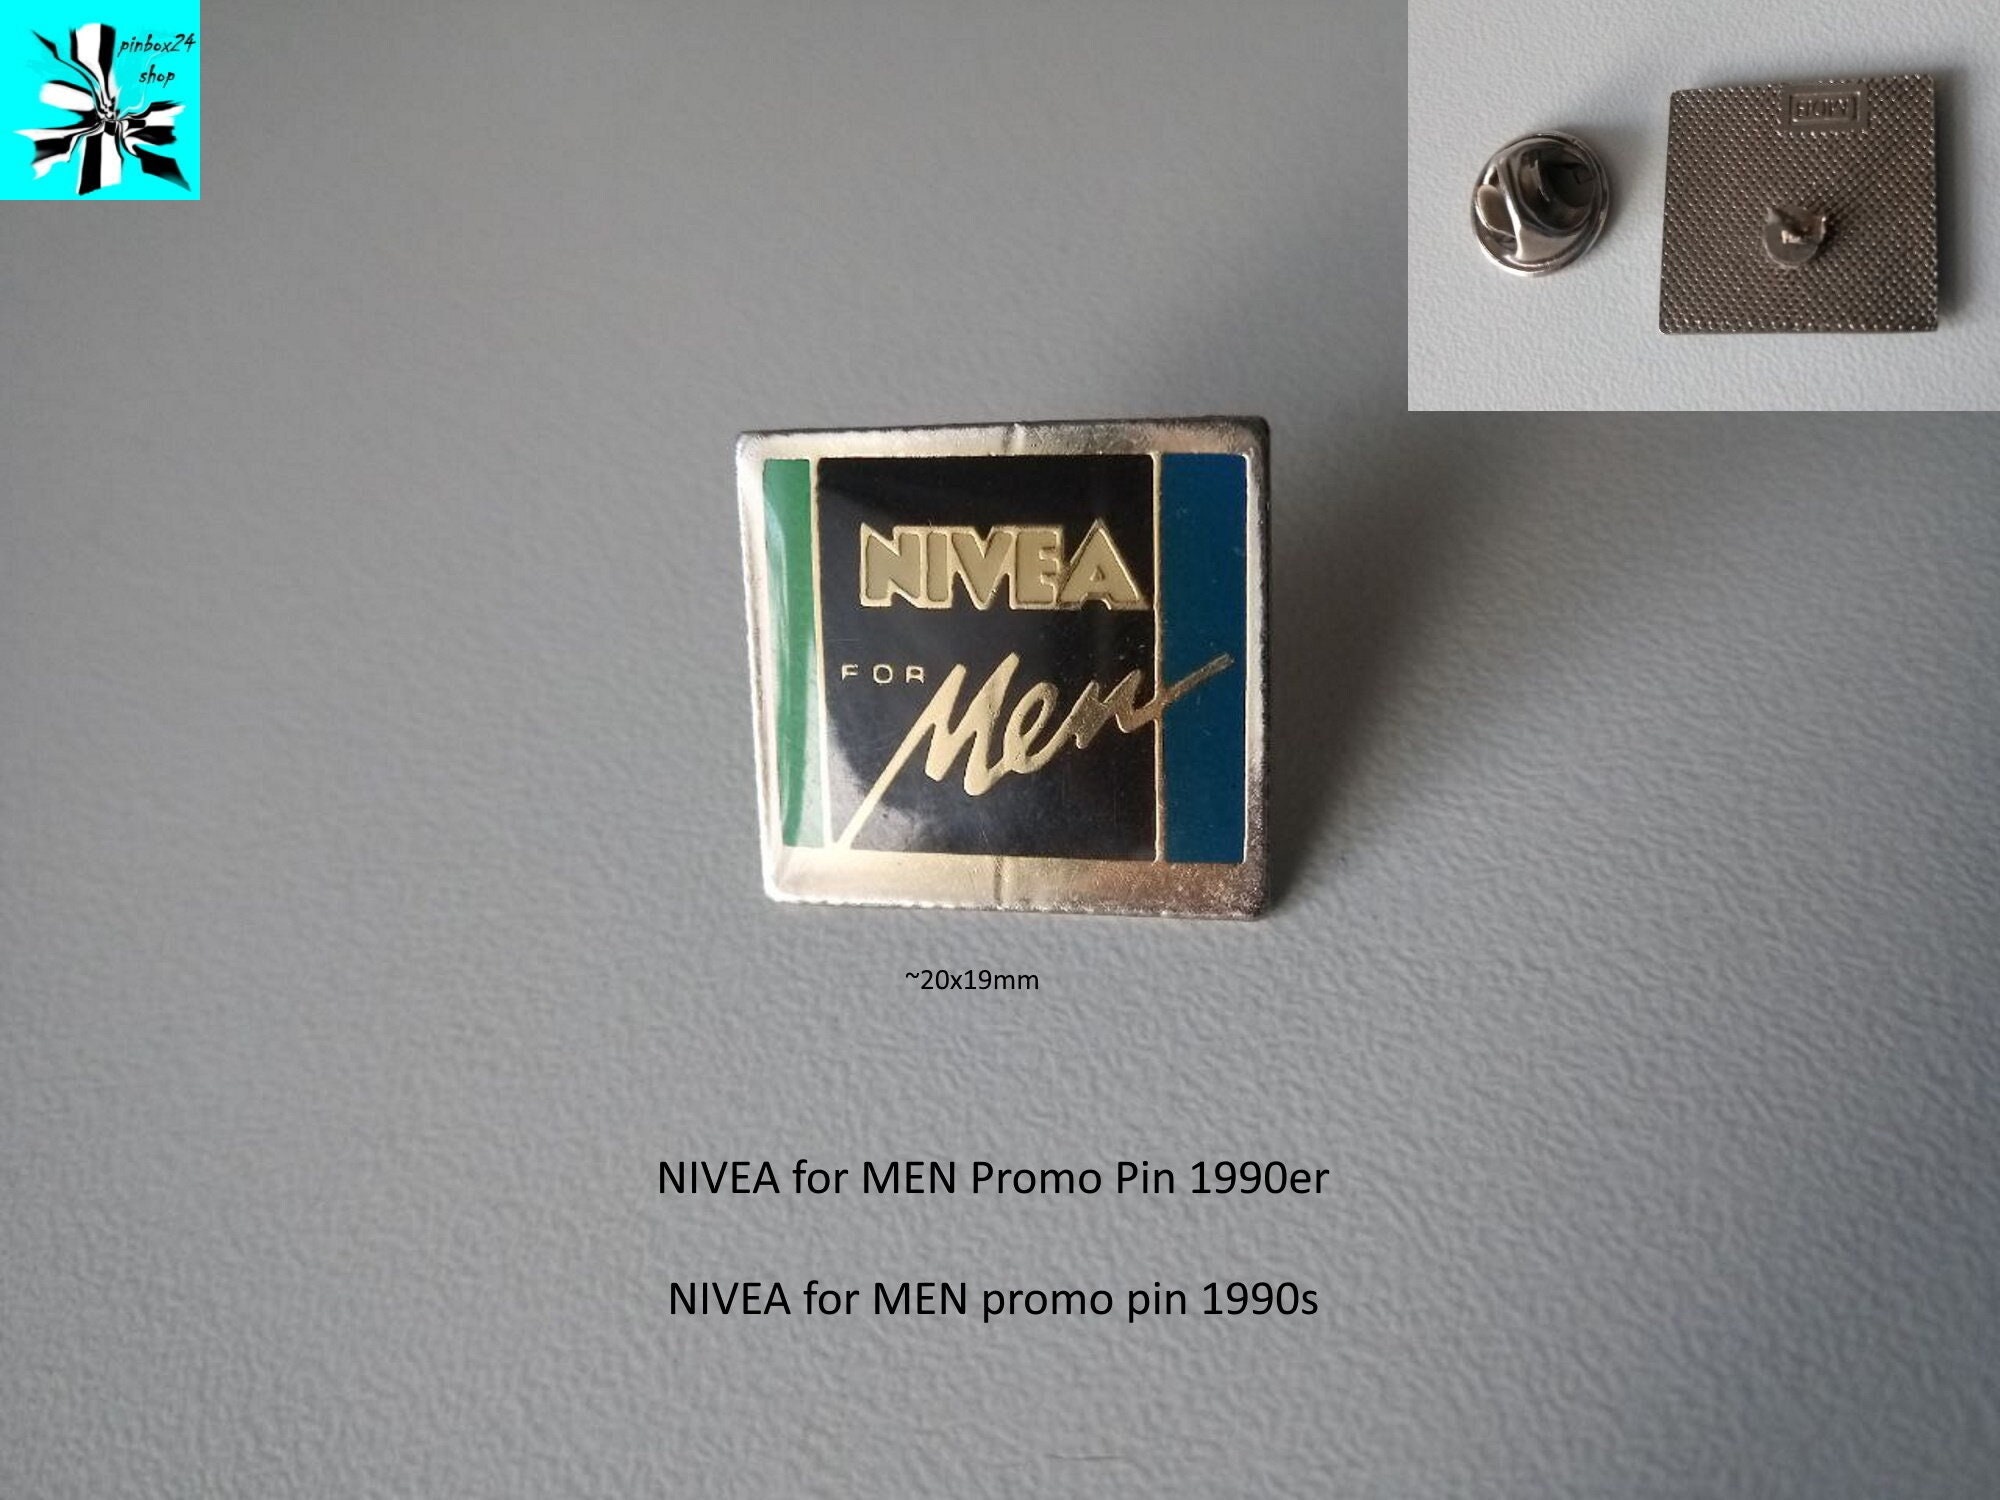 pinbox24
shop
NIVEA
FOR Men
~20x19mm
NIVEA for MEN Promo Pin 1990er
NIVEA for MEN promo pin 1990s